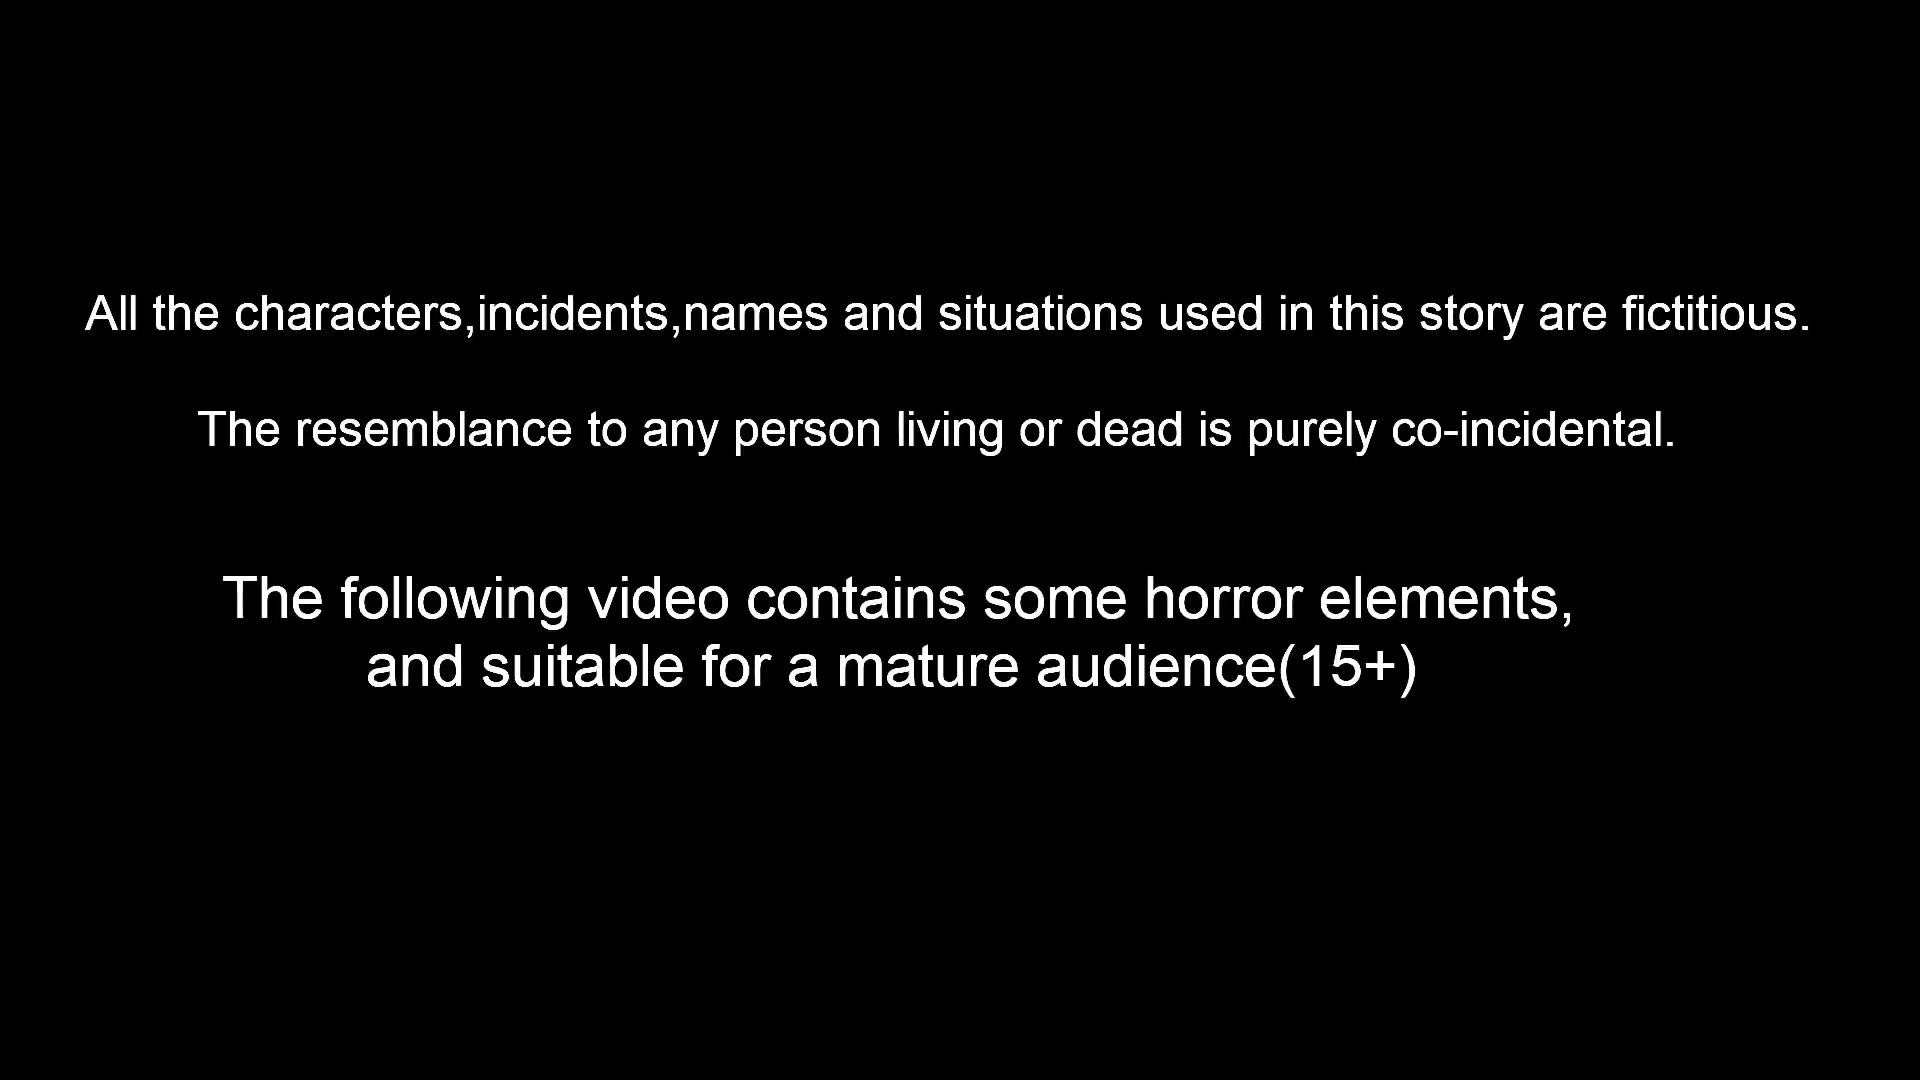 All the characters,incidents,names and situations used in this story are fictitious.
The resemblance to any person living or dead is purely co-incidental.
The following video contains some horror elements,
and suitable for a mature audience(15+)